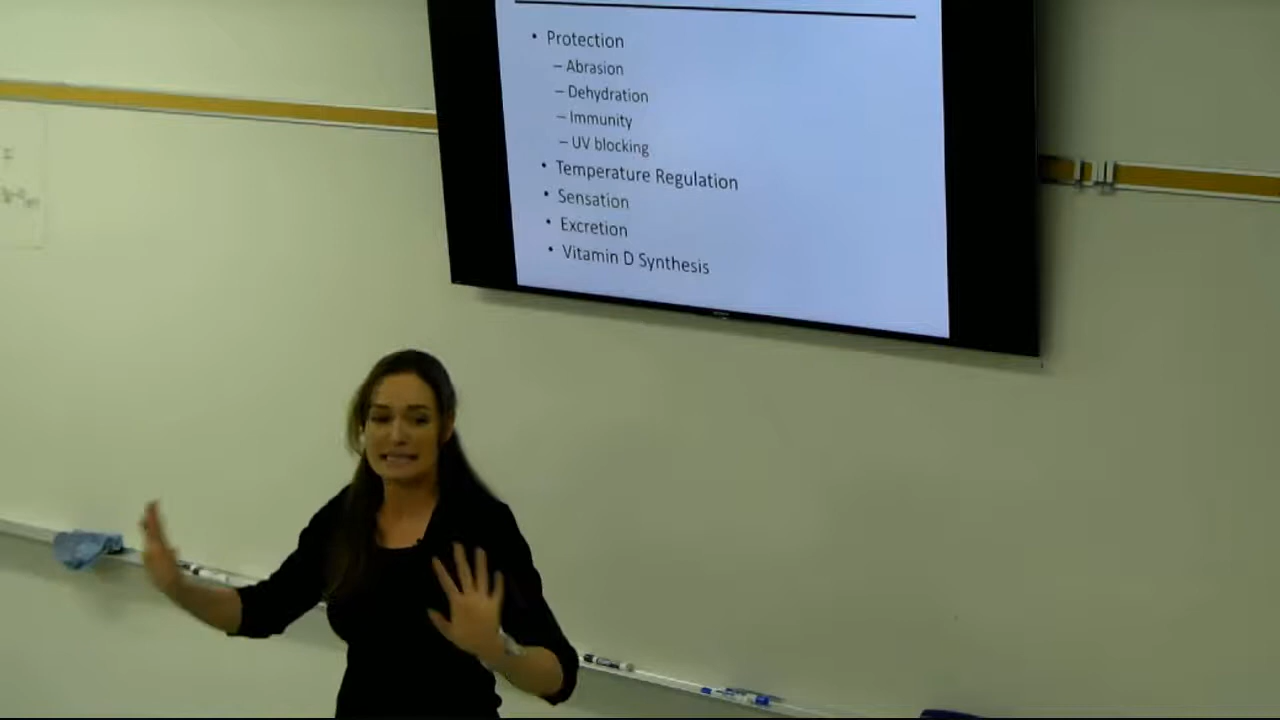 • Protection
– Abrasion
– Dehydration
– Immunity
– UV blocking
• Temperature Regulation
• Sensation
• Excretion
• Vitamin D Synthesis